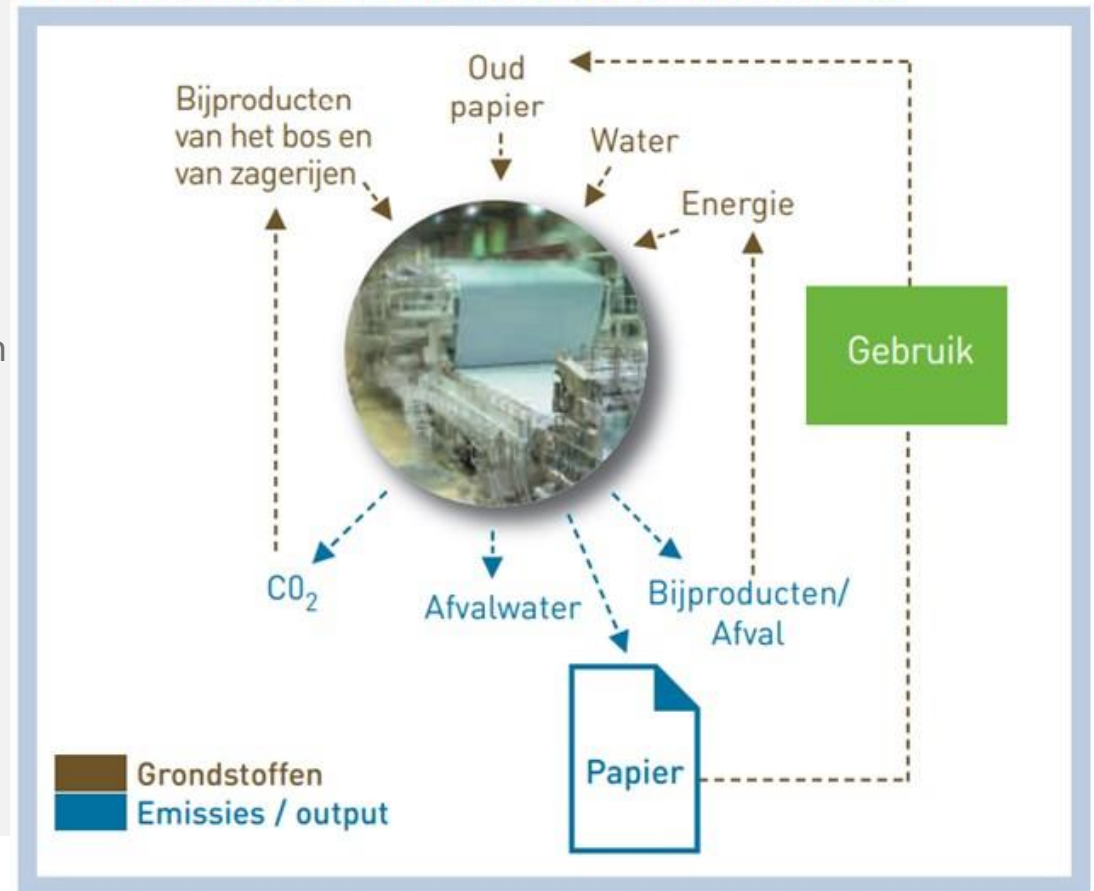 Oud
papier
Bijproducten
van het bos en
van zagerijen
Water
Energie
Gebruik
n
CO₂
Afvalwater
Bijproducten/
Afval
Papier
Grondstoffen
Emissies / output